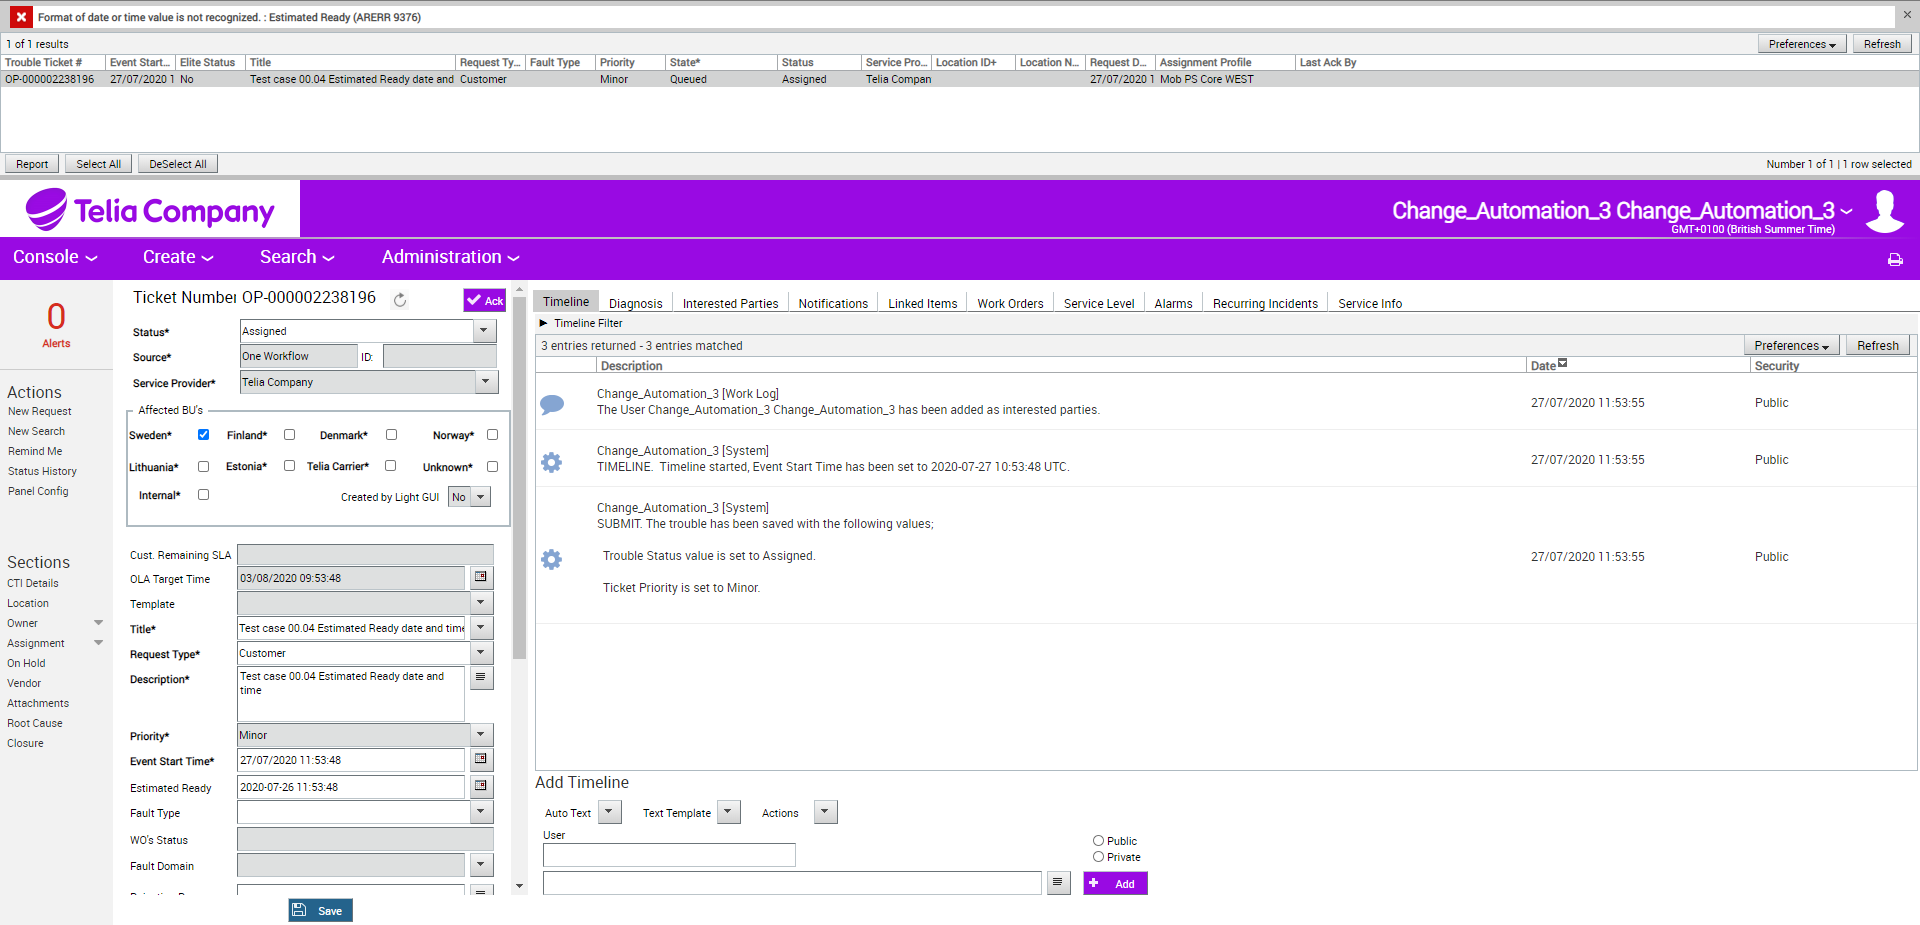 Format of date or time value is not recognized. : Estimated Ready (ARERR 9376)
1 of 1 results
Preferences
Refresh
Trouble Ticket # Event Start... Elite Status Title Request Ty... Fault Type Priority State* Status Service Pro... Location ID+ Location N... Request D... Assignment Profile Last Ack By
OP-000002238196 27/07/2020 1 No Test case 00.04 Estimated Ready date and Customer Minor Queued Assigned Telia Compan 27/07/2020 1 Mob PS Core WEST
Report Select All DeSelect All
Number 1 of 1 | 1 row selected
Telia Company
Change_Automation_3 Change_Automation_3
GMT+0100 (British Summer Time)
Console Create Search Administration
0
Alerts
Actions
New Request
New Search
Remind Me
Status History
Panel Config
Sections
CTI Details
Location
Owner
Assignment
On Hold
Vendor
Attachments
Root Cause
Closure
Ticket Number OP-000002238196
Ack
Status* Assigned
Source* One Workflow ID:
Service Provider* Telia Company
Affected BU's
Sweden* Finland* Denmark* Norway*
Lithuania* Estonia* Telia Carrier* Unknown*
Internal* Created by Light GUI No
Cust. Remaining SLA
OLA Target Time 03/08/2020 09:53:48
Template
Title* Test case 00.04 Estimated Ready date and time
Request Type* Customer
Description* Test case 00.04 Estimated Ready date and
time
Priority* Minor
Event Start Time* 27/07/2020 11:53:48
Estimated Ready 2020-07-26 11:53:48
Fault Type
WO's Status
Fault Domain
Save
Timeline Diagnosis Interested Parties Notifications Linked Items Work Orders Service Level Alarms Recurring Incidents Service Info
Timeline Filter
3 entries returned - 3 entries matched
Preferences
Refresh
Description Date Security
Change_Automation_3 [Work Log]
The User Change_Automation_3 Change_Automation_3 has been added as interested parties.
27/07/2020 11:53:55 Public
Change_Automation_3 [System]
TIMELINE. Timeline started, Event Start Time has been set to 2020-07-27 10:53:48 UTC.
27/07/2020 11:53:55 Public
Change_Automation_3 [System]
SUBMIT. The trouble has been saved with the following values;
Trouble Status value is set to Assigned.
27/07/2020 11:53:55 Public
Ticket Priority is set to Minor.
Add Timeline
Auto Text Text Template Actions
User
Public
Private
Add